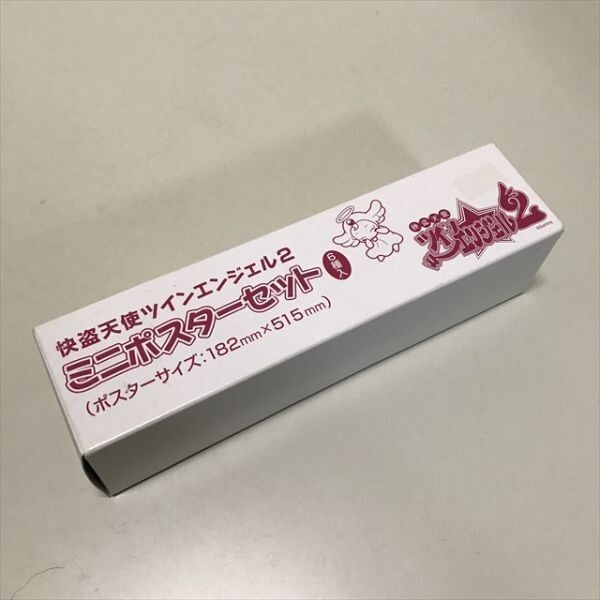 快盗天使ツインエンジェル2
ミニポスターセット
6種入
(ポスターサイズ:182mm×515mm)
快盗天使
ツインエンジェル2
©Sammy